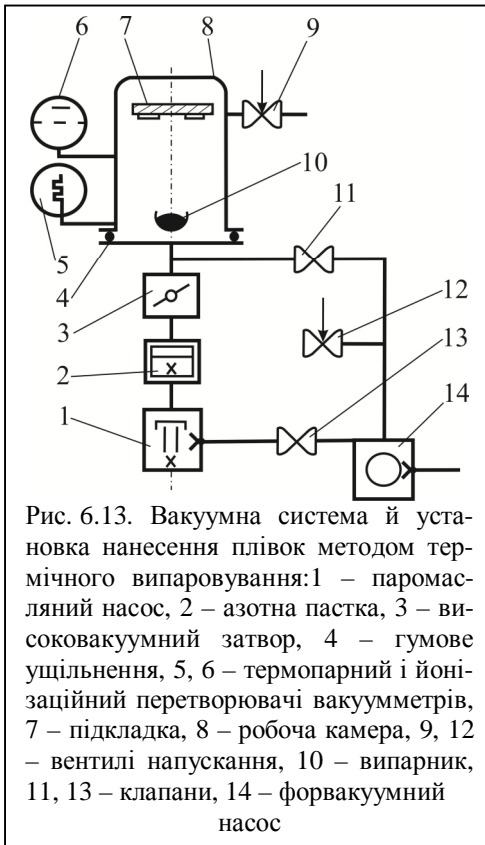 6
7
8
9
10
11
5
4
12
3
13
2
14
1
Рис. 6.13. Вакуумна система й уста-
новка нанесення плівок методом тер-
мічного випаровування:1 – паромас-
ляний насос, 2 – азотна пастка, 3 – ви-
соковакуумний затвор, 4 – гумове
ущільнення, 5, 6 – термопарний і йоні-
заційний перетворювачі вакуумметрів,
7 – підкладка, 8 – робоча камера, 9, 12
– вентилі напускання, 10 – випарник,
11, 13 – клапани, 14 – форвакуумний
насос